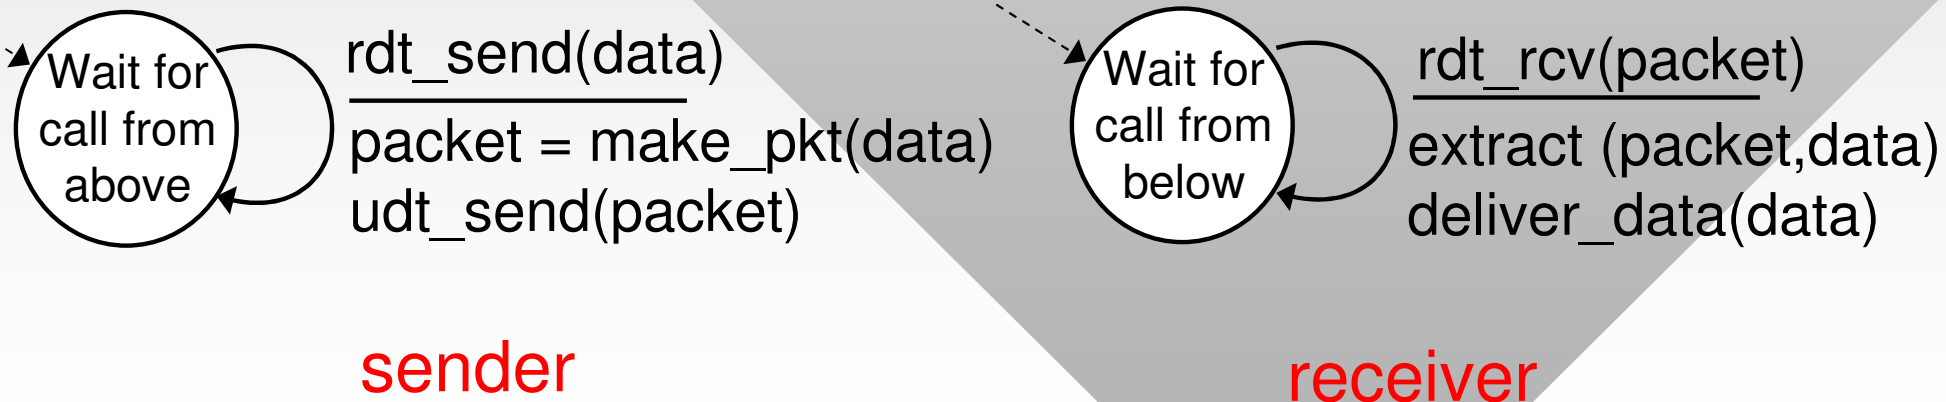 Wait for
call from
above
rdt_send(data)
packet = make_pkt(data)
udt_send(packet)
sender
Wait for
call from
below
rdt_rcv(packet)
extract (packet,data)
deliver_data(data)
receiver